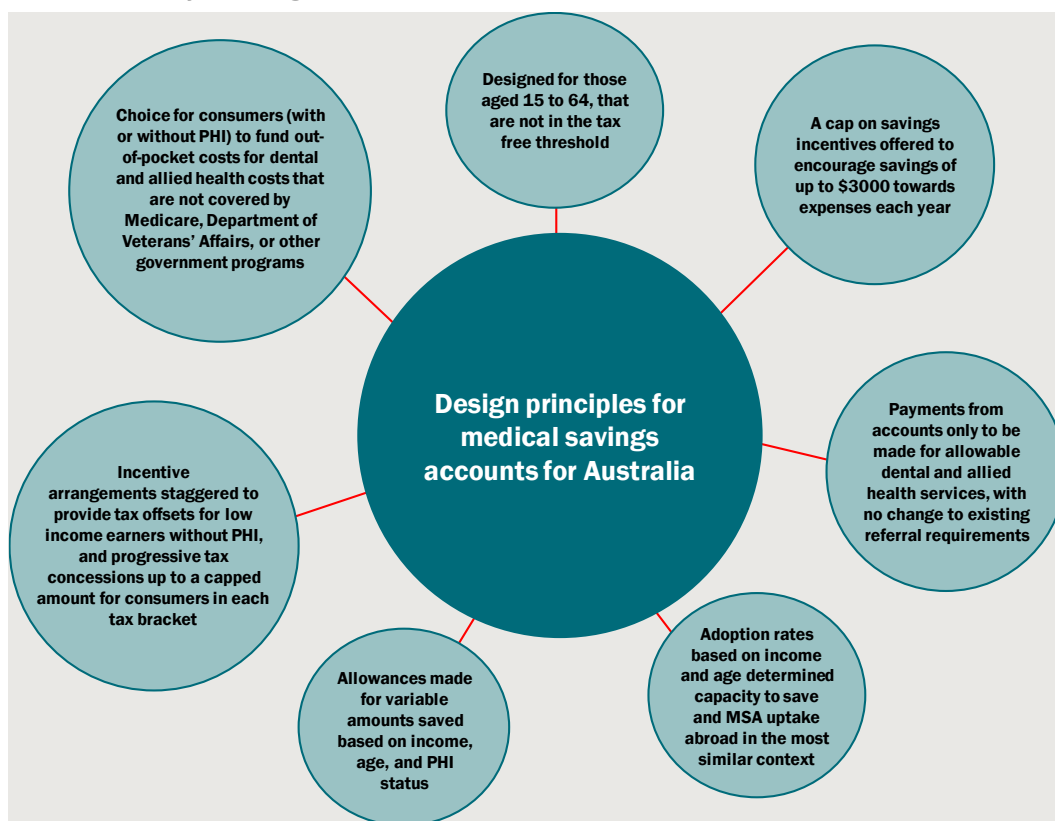 Design principles for
medical savings
accounts for Australia
Designed for those
aged 15 to 64, that
are not in the tax
free threshold
A cap on savings
incentives offered to
encourage savings of
up to $3000 towards
expenses each year
Payments from
accounts only to be
made for allowable
dental and allied
health services, with
no change to existing
referral requirements
Adoption rates
based on income
and age determined
capacity to save
and MSA uptake
abroad in the most
similar context
Allowances made
for variable
amounts saved
based on income,
age, and PHI
status
Incentive
arrangements staggered to
provide tax offsets for low
income earners without PHI,
and progressive tax
concessions up to a capped
amount for consumers in each
tax bracket
Choice for consumers (with
or without PHI) to fund out-
of-pocket costs for dental
and allied health costs that
are not covered by
Medicare, Department of
Veterans' Affairs, or other
government programs